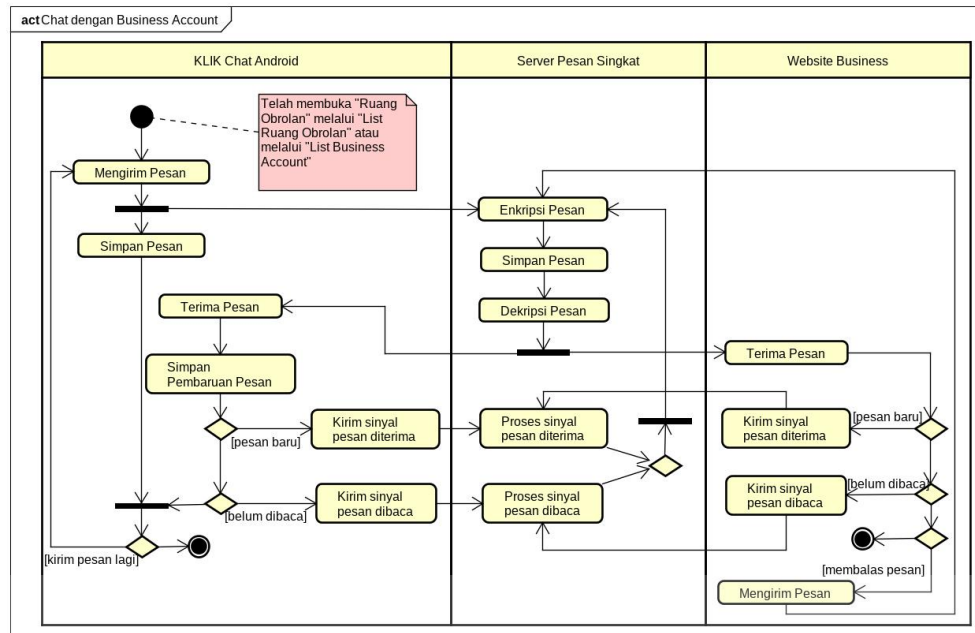 act Chat dengan Business Account
KLIK Chat Android
Server Pesan Singkat
Website Business
Telah membuka "Ruang
Obrolan" melalui "List
Ruang Obrolan" atau
melalui "List Business
Account"
Mengirim Pesan
Simpan Pesan
Enkripsi Pesan
Simpan Pesan
Dekripsi Pesan
Terima Pesan
Simpan
Pembaruan Pesan
Terima Pesan
[pesan baru]
Kirim sinyal
pesan diterima
Proses sinyal
pesan diterima
Kirim sinyal
pesan diterima
[pesan baru]
[belum dibaca]
Kirim sinyal
pesan dibaca
Proses sinyal
pesan dibaca
Kirim sinyal
pesan dibaca
[belum dibaca]
[kirim pesan lagi]
[membalas pesan]
Mengirim Pesan